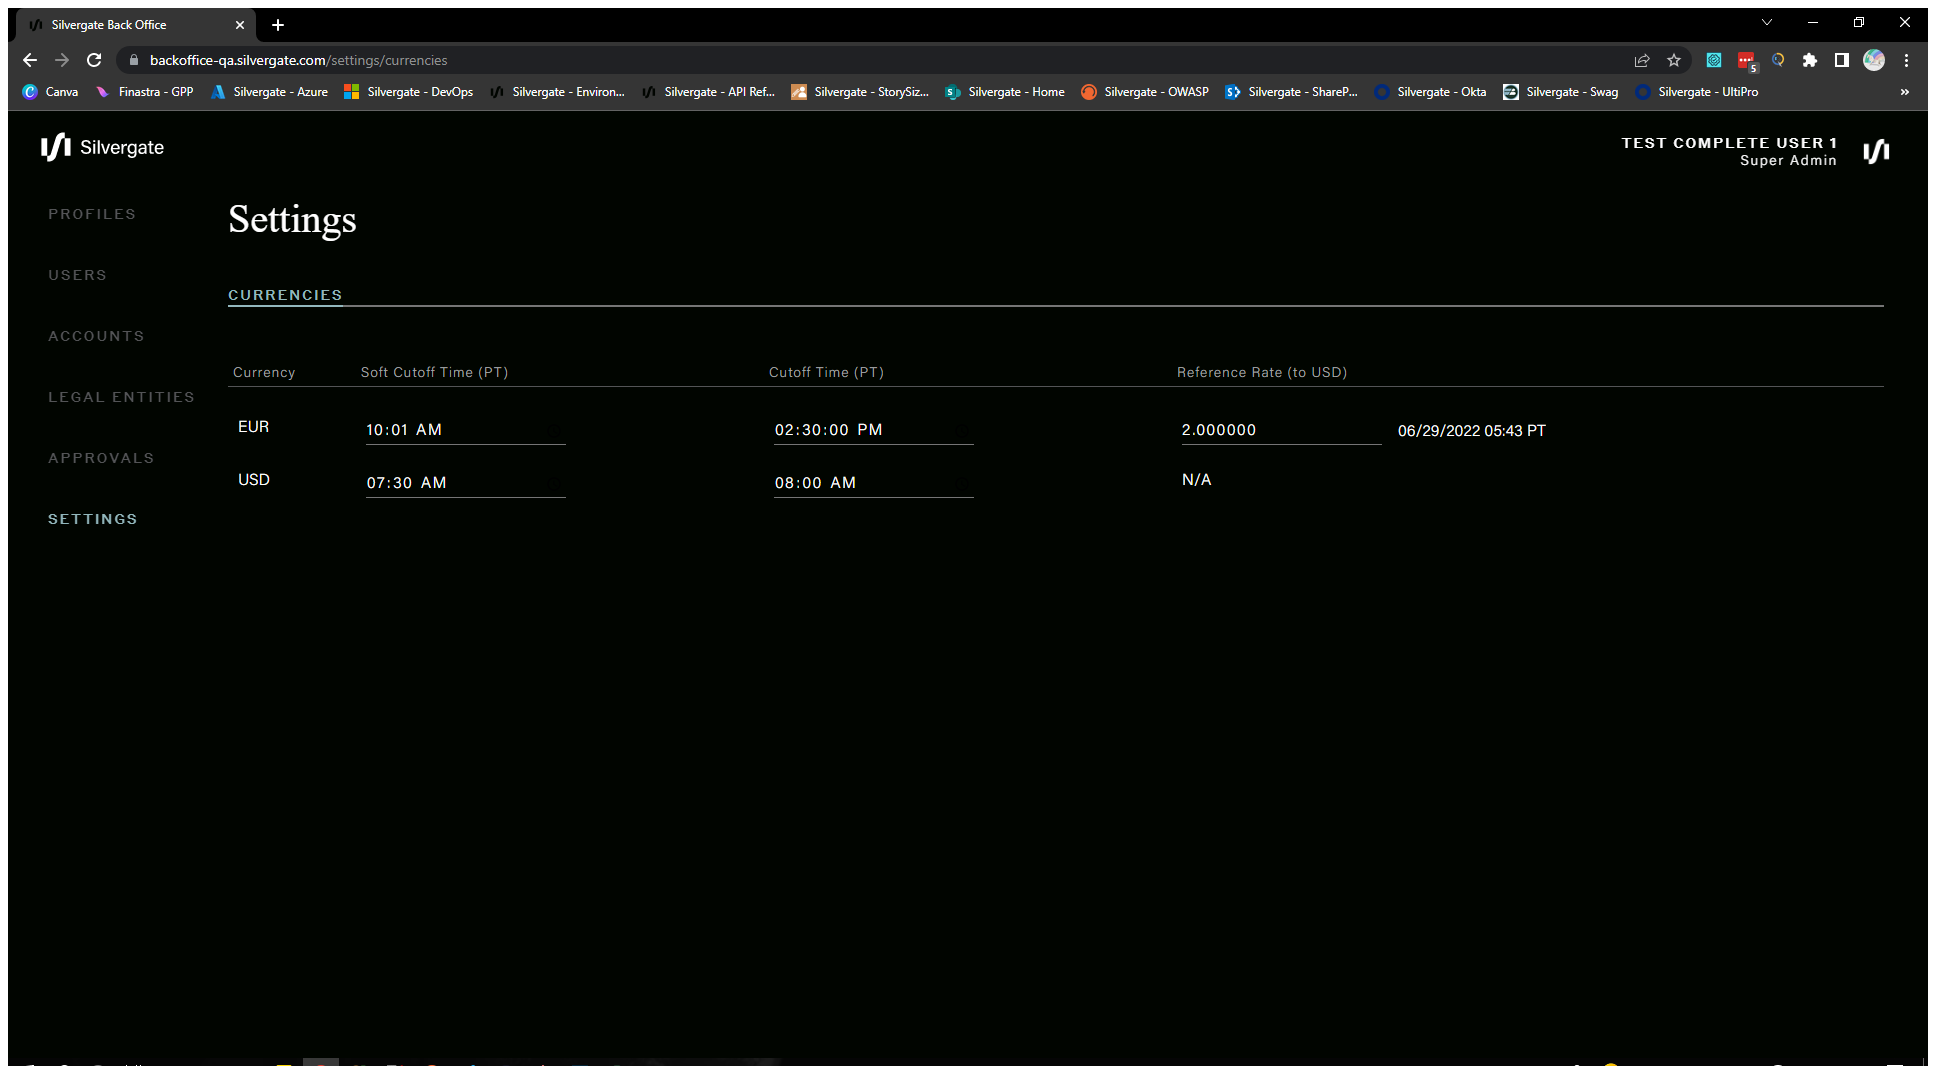 Silvergate Back Office
backoffice-qa.silvergate.com/settings/currencies
5
Canva
Finastra - GPP
Silvergate - Azure
Silvergate - DevOps
Silvergate - Environ...
Silvergate - API Ref...
Silvergate - StorySiz...
Silvergate - Home
Silvergate - OWASP
Silvergate - ShareP...
Silvergate - Okta
Silvergate - Swag
Silvergate - UltiPro
»
Silvergate
TEST COMPLETE USER 1
Super Admin
PROFILES
USERS
ACCOUNTS
LEGAL ENTITIES
APPROVALS
SETTINGS
Settings
CURRENCIES
Currency Soft Cutoff Time (PT) Cutoff Time (PT) Reference Rate (to USD)
EUR 10:01 AM 02:30:00 PM 2.000000 06/29/2022 05:43 PT
USD 07:30 AM 08:00 AM N/A